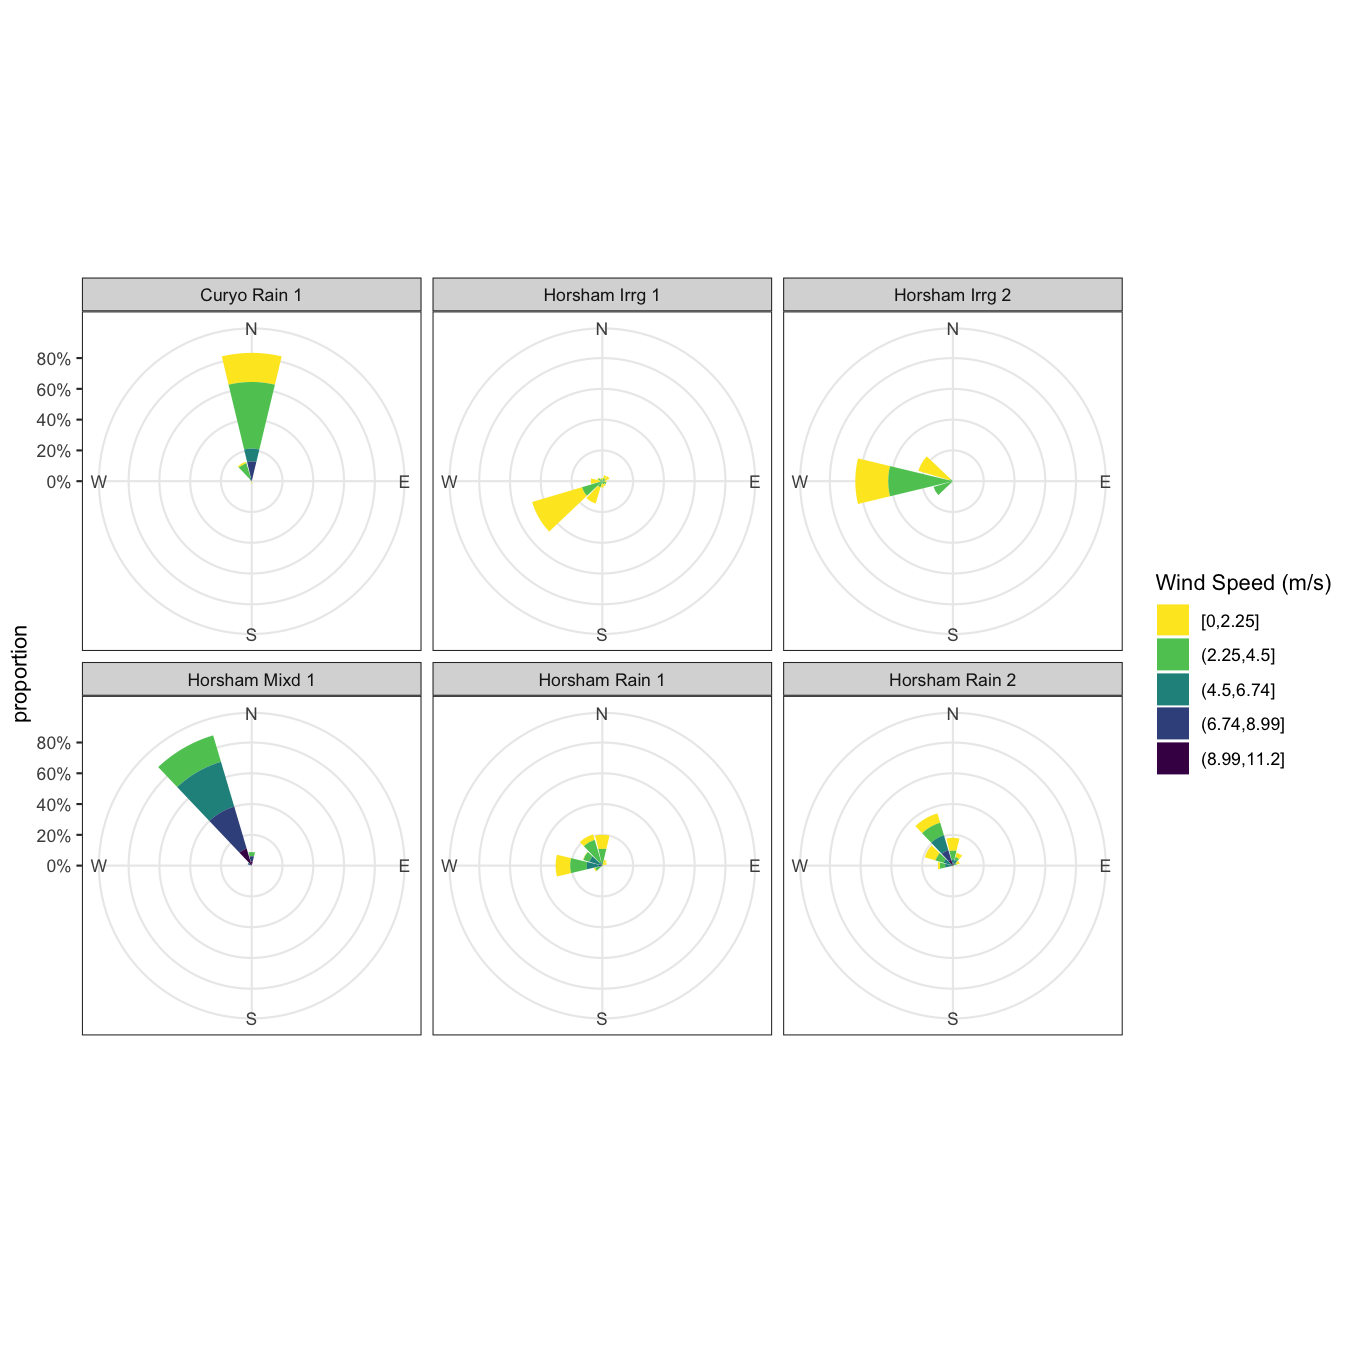 Curyo Rain 1
Horsham Irrg 1
Horsham Irrg 2
N
N
N
80%
60%
40%
20%
0%
W
E
W
E
W
E
S
S
S
proportion
Horsham Mixd 1
Horsham Rain 1
Horsham Rain 2
N
N
N
80%
60%
40%
20%
0%
W
E
W
E
W
E
S
S
S
Wind Speed (m/s)
[0,2.25]
(2.25,4.5]
(4.5,6.74]
(6.74,8.99]
(8.99,11.2]